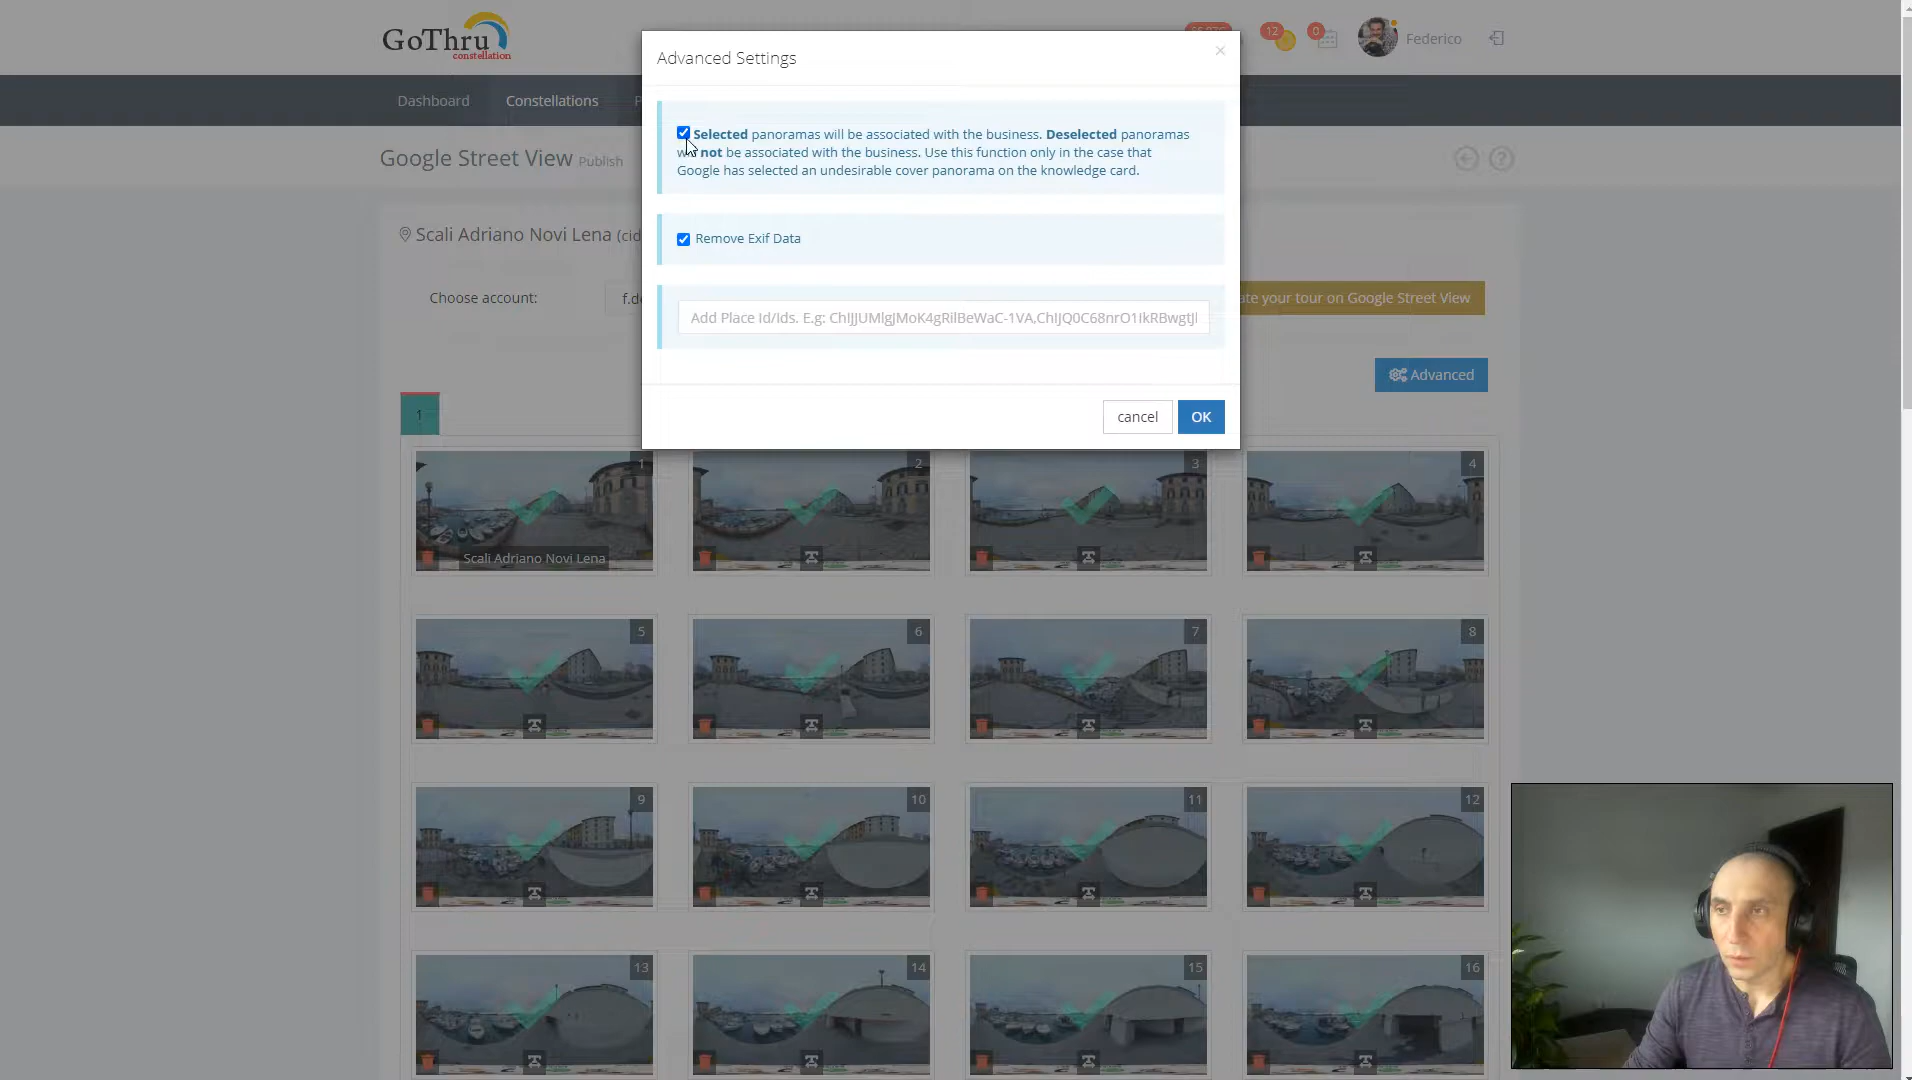 GoThru
constellation
12
0
Federico
Dashboard
Constellations
Google Street View Publish
Scali Adriano Novi Lena (cid
Choose account:
f.de
ate your tour on Google Street View
Advanced
Advanced Settings
×
Selected panoramas will be associated with the business. Deselected panoramas
not be associated with the business. Use this function only in the case that
Google has selected an undesirable cover panorama on the knowledge card.
Remove Exif Data
Add Place Id/Ids. E.g:
cancel
OK
1
1
2
3
4
Scali Adriano Novi Lena
5
6
7
8
9
10
11
12
13
14
15
16